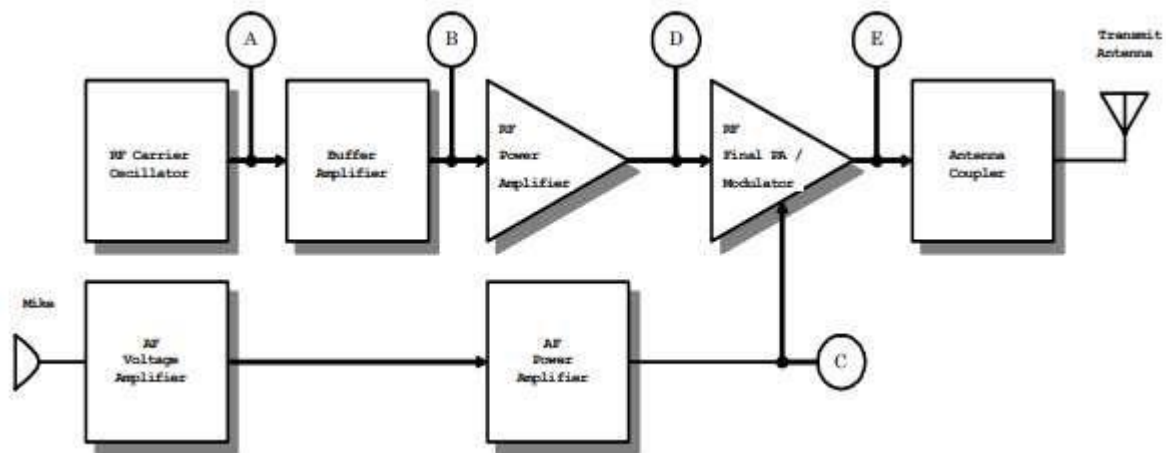 A
B
D
E
Transmit
Antenna
RF Carrier
Oscillator
Buffer
Amplifier
RF
Power
Amplifier
RF
Final PA /
Modulator
Antenna
Coupler
Mike
AF
Voltage
Amplifier
AF
Power
Amplifier
C